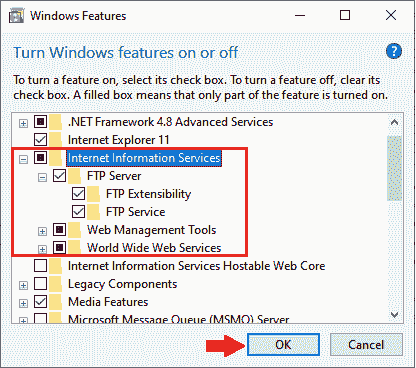 Windows Features
Turn Windows features on or off
?
To turn a feature on, select its check box. To turn a feature off, clear its
check box. A filled box means that only part of the feature is turned on.
.NET Framework 4.8 Advanced Services
Internet Explorer 11
Internet Information Services
FTP Server
FTP Extensibility
FTP Service
Web Management Tools
World Wide Web Services
Internet Information Services Hostable Web Core
Legacy Components
Media Features
Microsoft Message Queue (MSMQ) Server
OK
Cancel